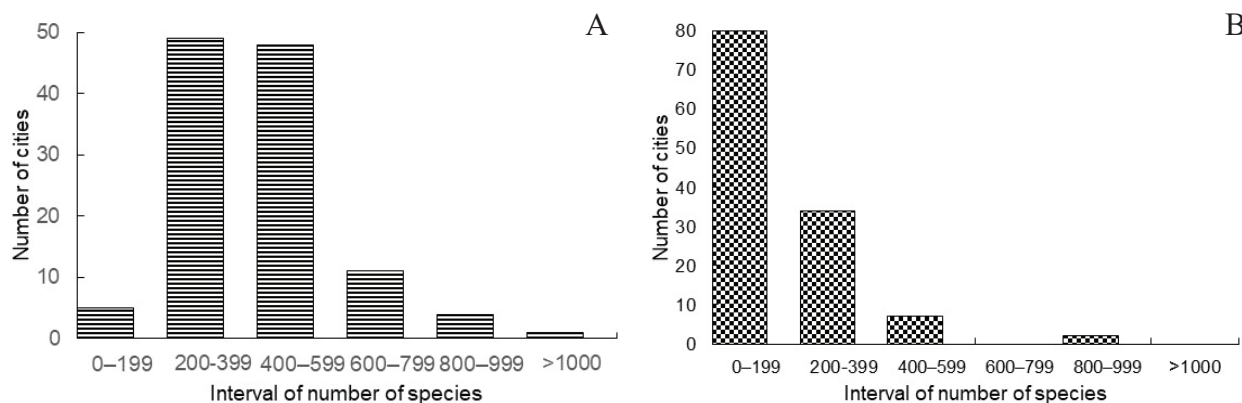 A
Number of cities
50
40
30
20
10
0
0–199 200-399 400–599 600–799 800–999 >1000
Interval of number of species
B
Number of cities
80
70
60
50
40
30
20
10
0
0–199 200-399 400–599 600–799 800–999 >1000
Interval of number of species